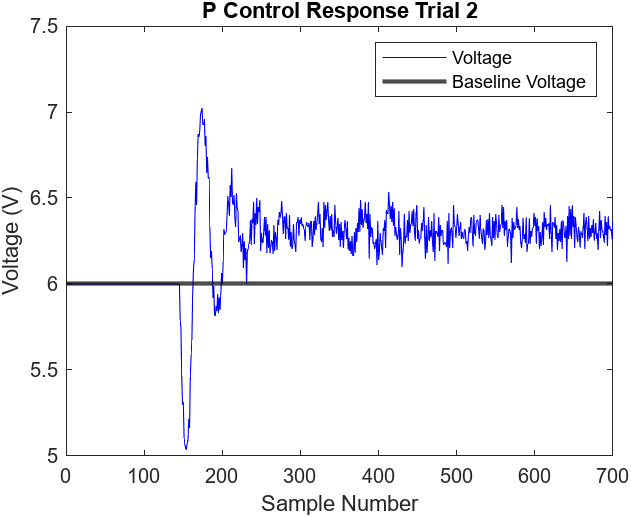 P Control Response Trial 2
7.5
7
6.5
6
5.5
5
Voltage (V)
Voltage
Baseline Voltage
0 100 200 300 400 500 600 700
Sample Number